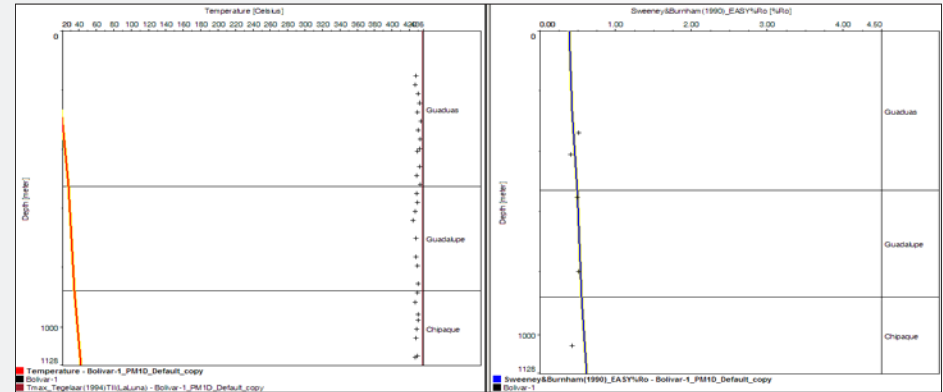 Temperature [Celsius]
20 40 60 80 100 120 140 160 180 200 220 240 260 280 300 320 340 360 380 400
0
1000
1126
Depth [meter]
Guaduas
Guadalupe
Chipaque
Temperature - Bolivar-1_PM1D_Default_copy
Bolivar-1
Tmax_Tegelaar(1994)TII(LaLuna) - Bolivar-1_PM1D_Default_copy
Sweeney&Burnham(1990)_EASY%Ro [%Ro]
0.00 1.00 2.00 3.00 4.00 4.50
0
1000
1126
Depth [meter]
Guaduas
Guadalupe
Chipaque
Sweeney&Burnham(1990)_EASY%Ro - Bolivar-1_PM1D_Default_copy
Bolivar-1